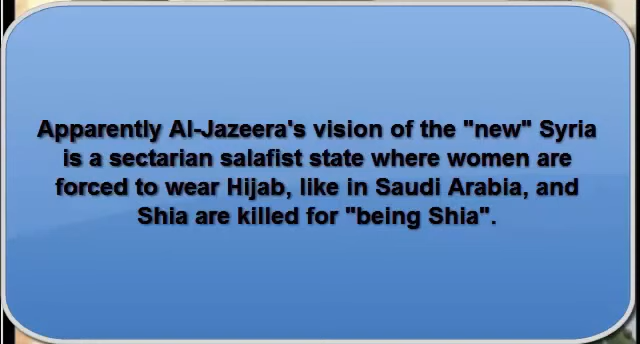 Apparently Al-Jazeera's vision of the "new" Syria
is a sectarian salafist state where women are
forced to wear Hijab, like in Saudi Arabia, and
Shia are killed for "being Shia".